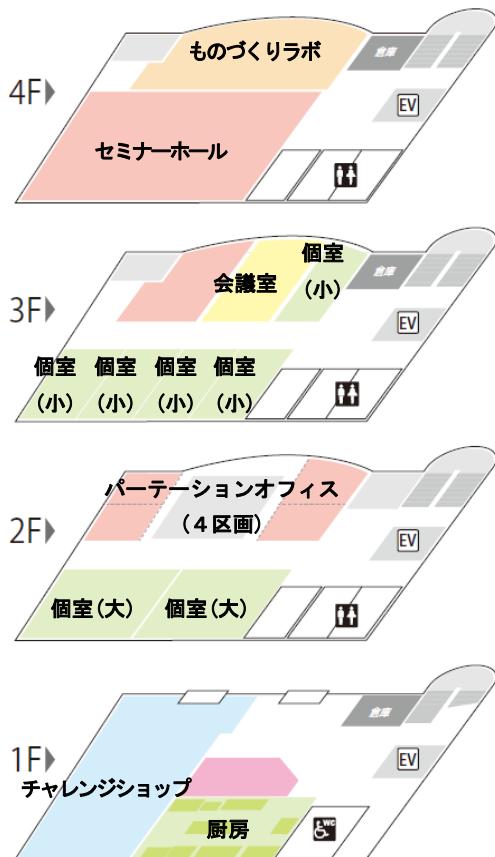 ものづくりラボ
倉庫
4F
EV
セミナーホール
個室
(小)
会議室
倉庫
3F
EV
個室 個室 個室 個室
(小) (小) (小) (小)
パーテーションオフィス
(4区画)
2F
EV
個室(大) 個室(大)
倉庫
1F
EV
チャレンジショップ
厨房
WC